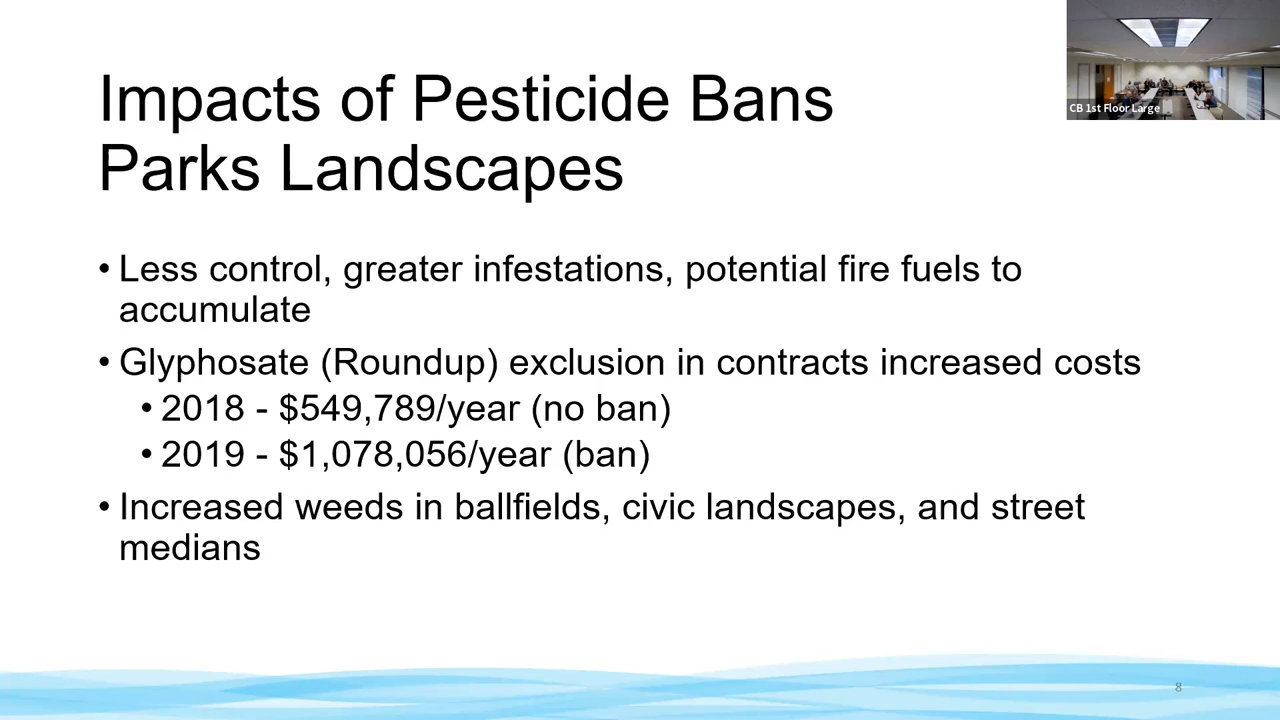 Impacts of Pesticide Bans
Parks Landscapes
CB 1st Floor Large
• Less control, greater infestations, potential fire fuels to
accumulate
• Glyphosate (Roundup) exclusion in contracts increased costs
• 2018 - $549,789/year (no ban)
• 2019 - $1,078,056/year (ban)
• Increased weeds in ballfields, civic landscapes, and street
medians
8